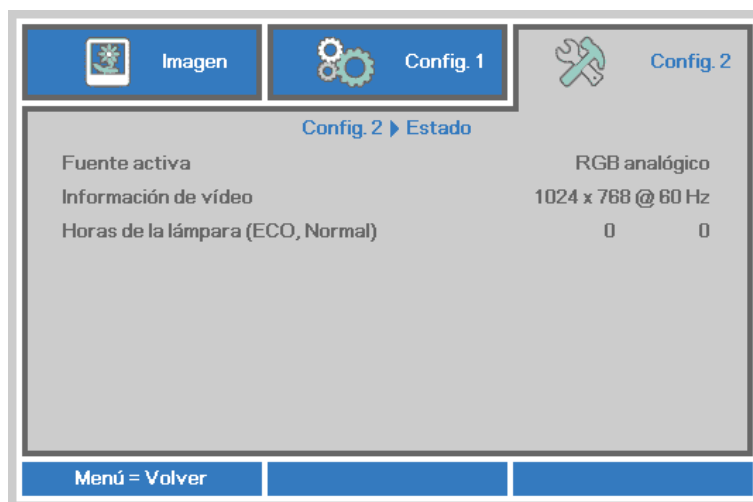 Imagen Config. 1 Config. 2
Config. 2 Estado
Fuente activa RGB analógico
Información de vídeo 1024 x 768 @ 60 Hz
Horas de la lámpara (ECO, Normal) 0 0
Menú = Volver